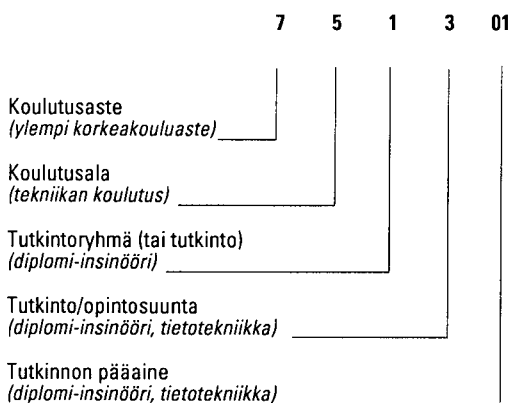 7 5 1 3 01
Koulutusaste
(ylempi korkeakouluaste)
Koulutusala
(tekniikan koulutus)
Tutkintoryhmä (tai tutkinto)
(diplomi-insinööri)
Tutkinto/opintosuunta
(diplomi-insinööri, tietotekniikka)
Tutkinnon pääaine
(diplomi-insinööri, tietotekniikka)